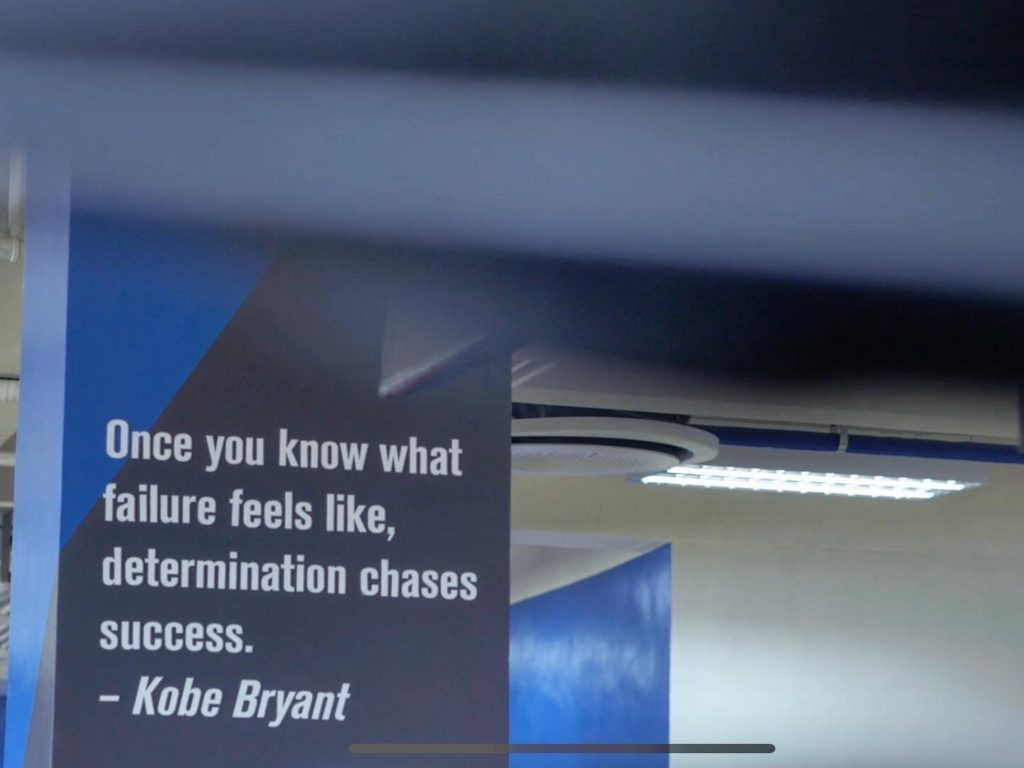 Once you know what
failure feels like,
determination chases
success.
– Kobe Bryant